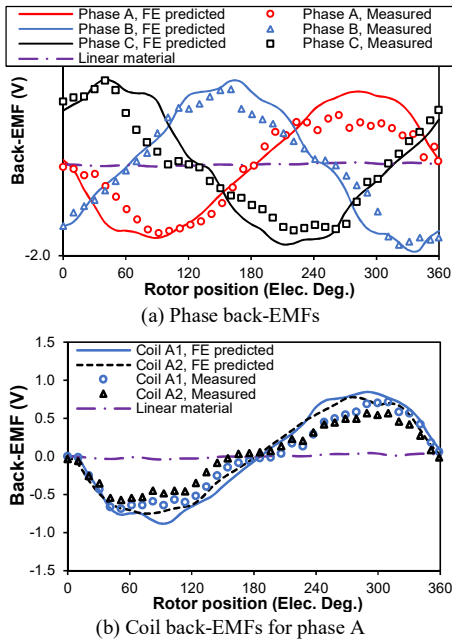 Phase A, FE predicted Phase A, Measured
Phase B, FE predicted Phase B, Measured
Phase C, FE predicted Phase C, Measured
Linear material
Back-EMF (V)
-2.0
0 60 120 180 240 300 360
Rotor position (Elec. Deg.)
(a) Phase back-EMFs
1.5
1.0
0.5
0.0
-0.5
-1.0
-1.5
Back-EMF (V)
Coil A1, FE predicted
Coil A2, FE predicted
Coil A1, Measured
Coil A2, Measured
Linear material
0 60 120 180 240 300 360
Rotor position (Elec. Deg.)
(b) Coil back-EMFs for phase A